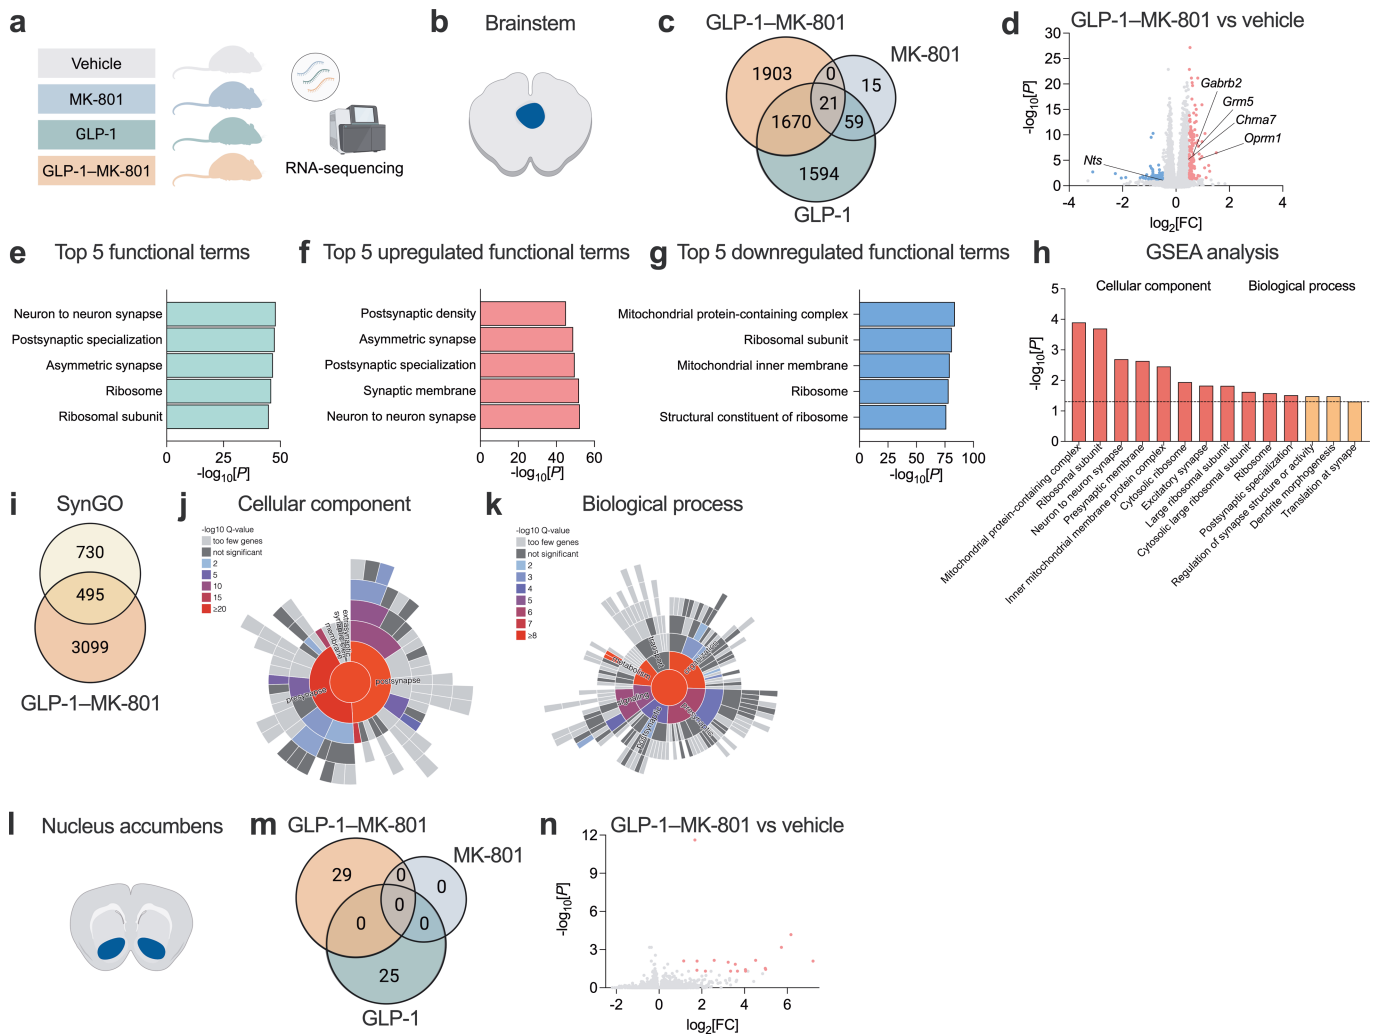 a
Vehicle
MK-801
GLP-1
GLP-1–MK-801
RNA-sequencing
b
Brainstem
c
GLP-1–MK-801
MK-801
1903
0
15
21
1670
59
1594
GLP-1
d
GLP-1–MK-801 vs vehicle
-log10[P]
30
25
20
15
10
5
0
Gabrb2
Grm5
Chrna7
Oprm1
Nts
-4 -2 0 2 4
log2[FC]
e
Top 5 functional terms
Neuron to neuron synapse
Postsynaptic specialization
Asymmetric synapse
Ribosome
Ribosomal subunit
0 50
-log10[P]
f
Top 5 upregulated functional terms
Postsynaptic density
Asymmetric synapse
Postsynaptic specialization
Synaptic membrane
Neuron to neuron synapse
0 20 40 60
-log10[P]
g
Top 5 downregulated functional terms
Mitochondrial protein-containing complex
Ribosomal subunit
Mitochondrial inner membrane
Ribosome
Structural constituent of ribosome
0 25 50 75 100
-log10[P]
h
GSEA analysis
Cellular component
Biological process
-log10[P]
5
4
3
2
1
0
Mitochondrial protein-containing complex
Ribosomal subunit
Neuron to neuron synapse
Presynaptic membrane
Inner mitochondrial membrane protein complex
Cytosolic ribosome
Excitatory synapse
Large ribosomal subunit
Cytosolic large ribosomal subunit
Ribosome
Postsynaptic specialization
Regulation of synapse structure or activity
Dendrite morphogenesis
Translation at synape
i
SynGO
730
495
3099
GLP-1–MK-801
j
Cellular component
-log10 Q-value
too few genes
not significant
2
5
10
15
≥20
presynapse
postsynapse
k
Biological process
-log10 Q-value
too few genes
not significant
2
3
4
5
6
7
≥8
metabolism
transport
organization
signaling
l
Nucleus accumbens
m
GLP-1–MK-801
MK-801
29
0
0
0
0
0
25
GLP-1
n
GLP-1–MK-801 vs vehicle
-log10[P]
12
9
6
3
0
-2 0 2 4 6
log2[FC]